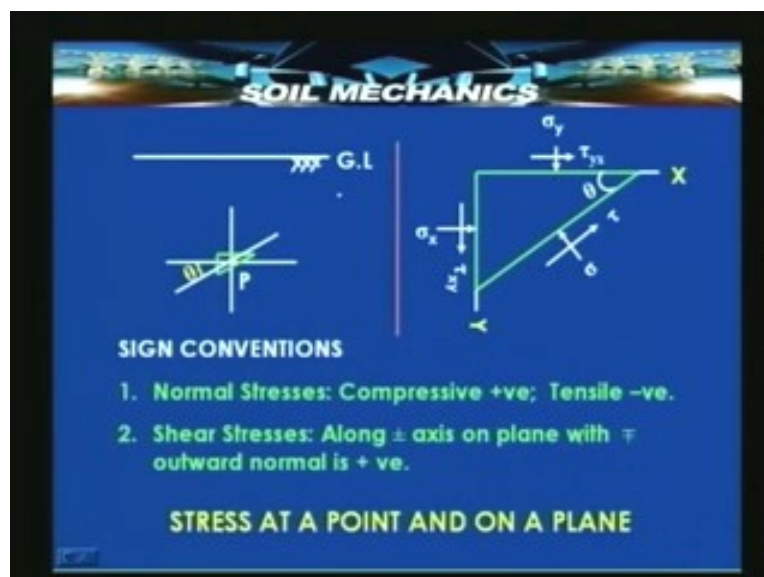 SOIL MECHANICS
G.L
θ
P
σy
τyx
X
θ
σx
τxy
τ
σ
Y
SIGN CONVENTIONS
1. Normal Stresses: Compressive +ve; Tensile –ve.
2. Shear Stresses: Along ± axis on plane with ∓
outward normal is + ve.
STRESS AT A POINT AND ON A PLANE